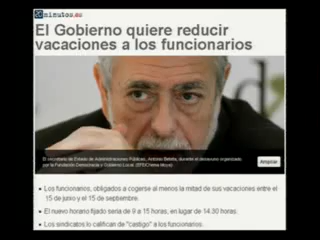 20minutos.es
El Gobierno quiere reducir
vacaciones a los funcionarios
El secretario de Estado de Administraciones Públicas, Antonio Beteta, durante el desayuno organizado
por la Fundación Democracia y Gobierno Local. (EFE/Chema Moya)
Ampliar
Los funcionarios, obligados a cogerse al menos la mitad de sus vacaciones entre el
15 de junio y el 15 de septiembre.
El nuevo horario fijado sería de 9 a 15 horas, en lugar de 14:30 horas.
Los sindicatos lo califican de "castigo" a los funcionarios.